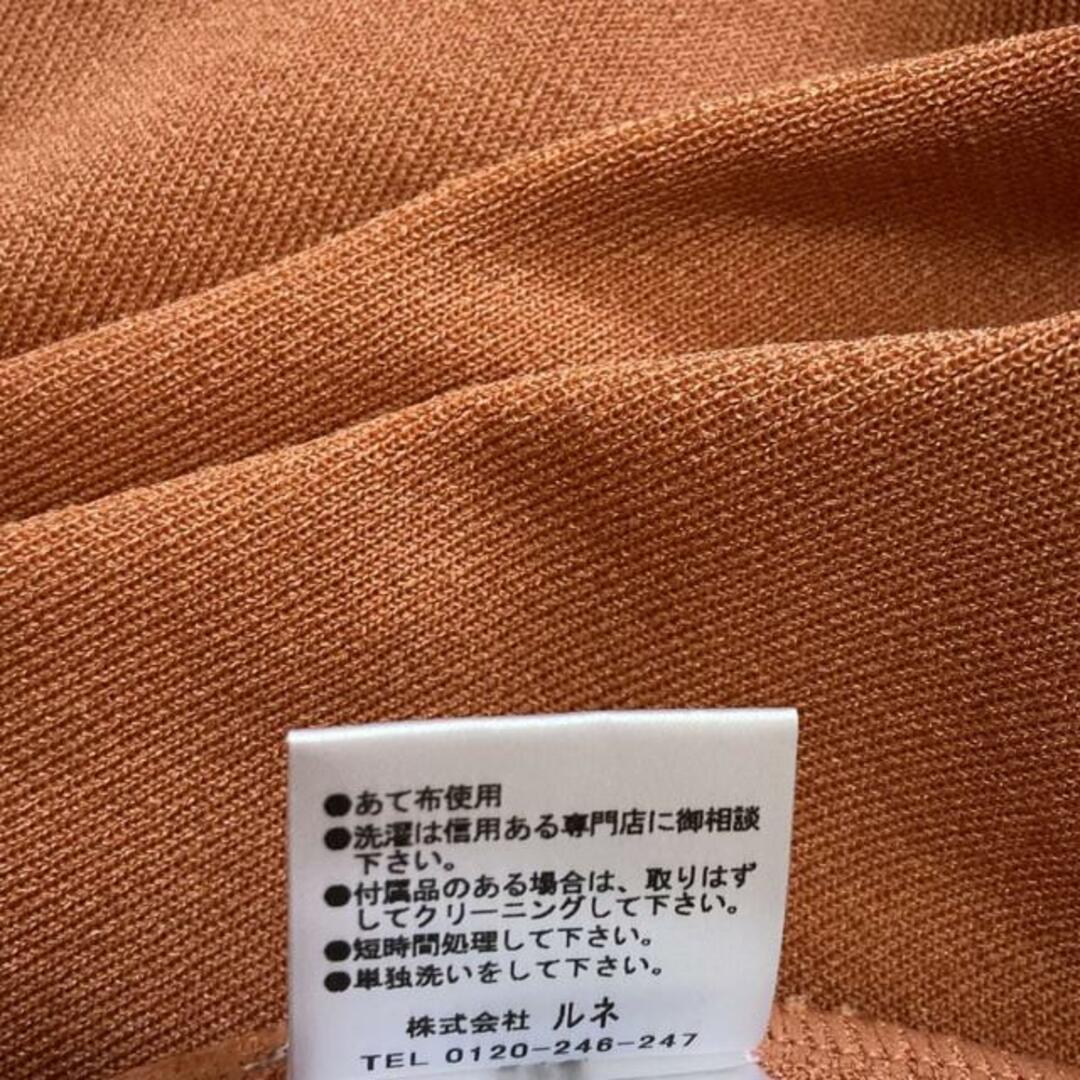 ●あて布使用
●洗濯は信用ある専門店に御相談
下さい。
●付属品のある場合は、取りはず
してクリーニングして下さい。
●短時間処理して下さい。
●単独洗いをして下さい。
株式会社 ルネ
TEL 0120-246-247